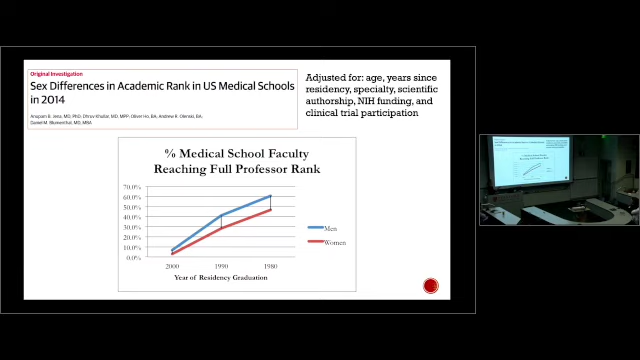 Original Investigation
Sex Differences in Academic Rank in US Medical Schools
in 2014
Anupam B. Jena, MD, PhD; Dhruv Khullar, MD, MPP; Oliver Ho, BA; Andrew R. Olenski, BA;
Daniel M. Blumenthal, MD, MBA
Adjusted for: age, years since
residency, specialty, scientific
authorship, NIH funding, and
clinical trial participation
% Medical School Faculty
Reaching Full Professor Rank
70.0%
60.0%
50.0%
40.0%
30.0%
20.0%
10.0%
0.0%
2000 1990 1980
Year of Residency Graduation
Men
Women